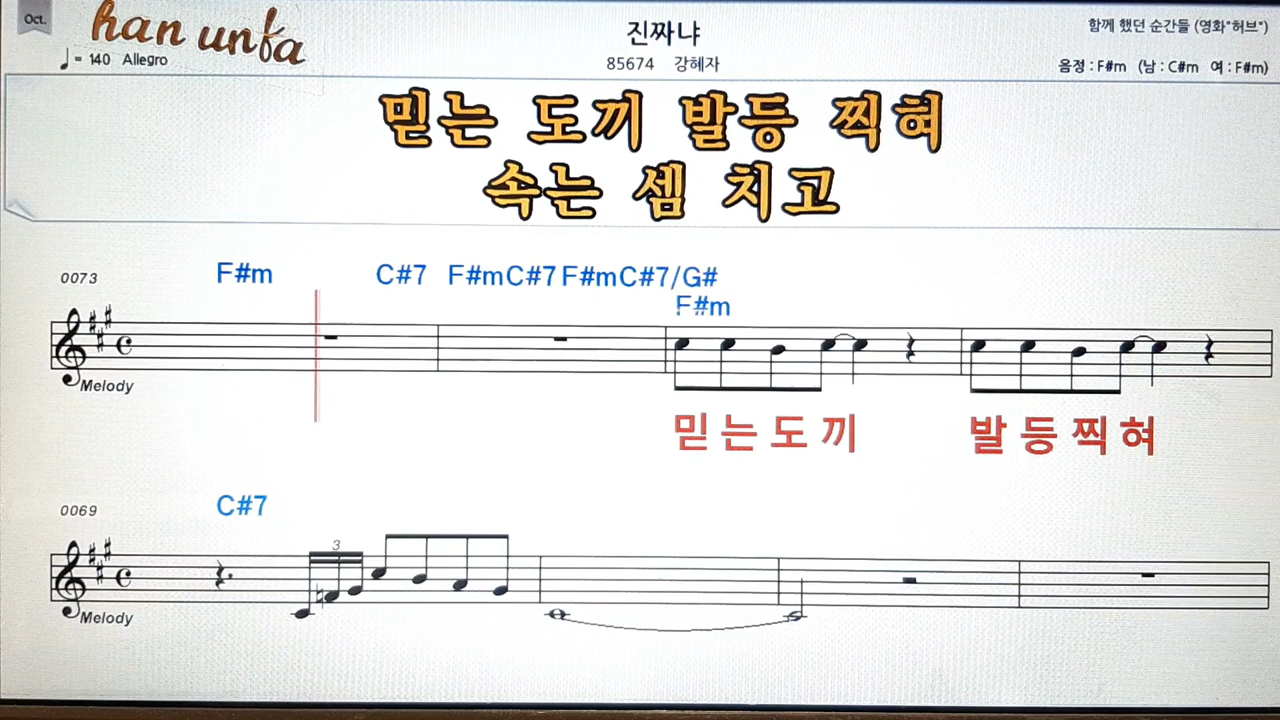 Oct.
han unfa
♩= 140 Allegro
진짜냐
85674 강혜자
함께 했던 순간들 (영화"허브")
음정 : F#m (남 : C#m 여 : F#m)
믿는 도끼 발등 찍혀
속는 셈 치고
0073 F#m C#7 F#m C#7 F#m C#7/G#
F#m
Melody
믿는도끼 발등찍혀
0069 C#7
3
Melody